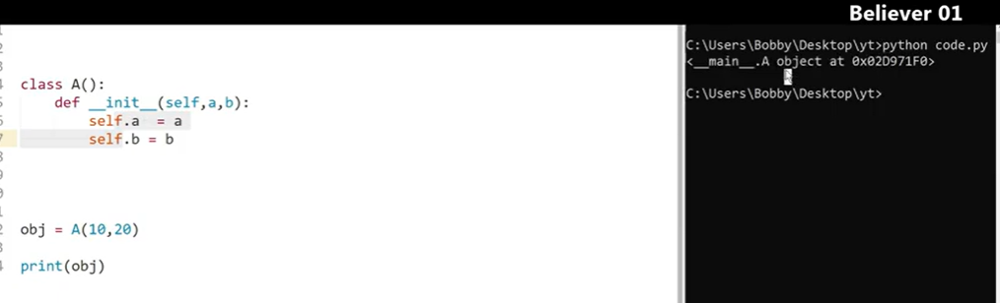 Believer 01
class A():
def __init__(self,a,b):
self.a  = a
self.b = b
obj = A(10,20)
print(obj)
C:\Users\Bobby\Desktop\yt>python code.py
<__main__.A object at 0x02D971F0>
C:\Users\Bobby\Desktop\yt>